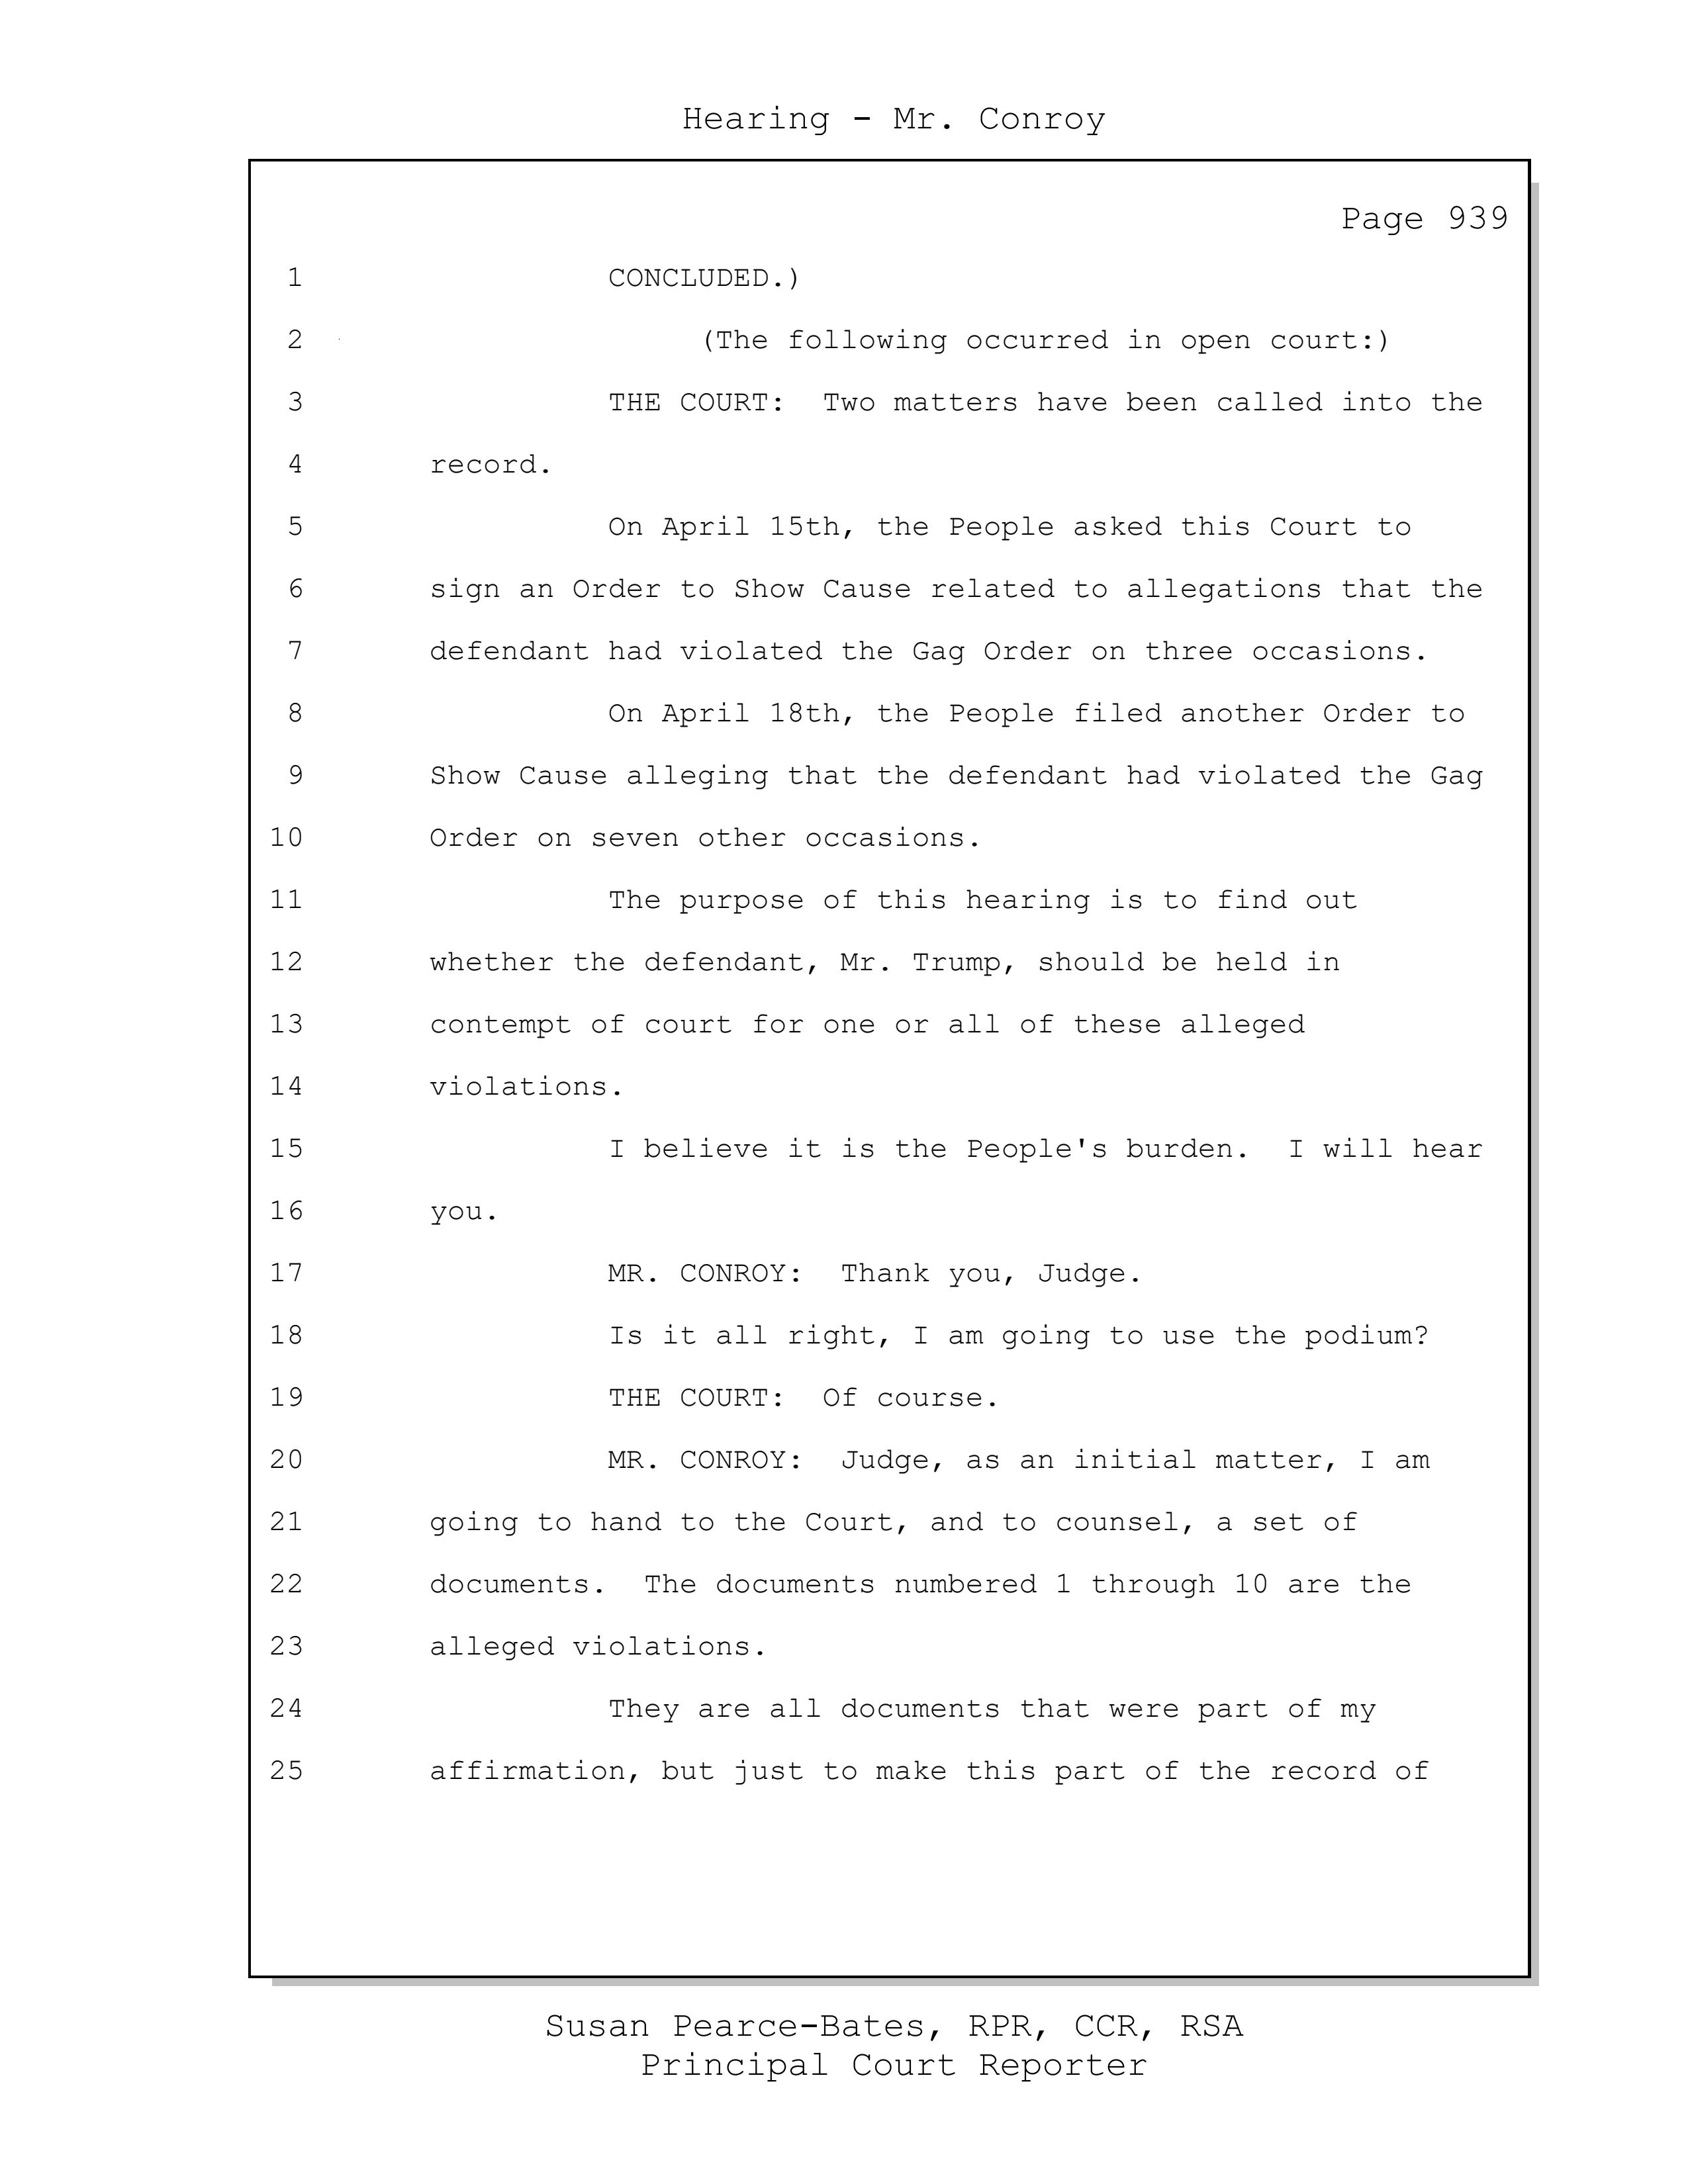 Hearing - Mr. Conroy
Page 939
1 CONCLUDED.)
2 (The following occurred in open court:)
3 THE COURT: Two matters have been called into the
4 record.
5 On April 15th, the People asked this Court to
6 sign an Order to Show Cause related to allegations that the
7 defendant had violated the Gag Order on three occasions.
8 On April 18th, the People filed another Order to
9 Show Cause alleging that the defendant had violated the Gag
10 Order on seven other occasions.
11 The purpose of this hearing is to find out
12 whether the defendant, Mr. Trump, should be held in
13 contempt of court for one or all of these alleged
14 violations.
15 I believe it is the People's burden. I will hear
16 you.
17 MR. CONROY: Thank you, Judge.
18 Is it all right, I am going to use the podium?
19 THE COURT: Of course.
20 MR. CONROY: Judge, as an initial matter, I am
21 going to hand to the Court, and to counsel, a set of
22 documents. The documents numbered 1 through 10 are the
23 alleged violations.
24 They are all documents that were part of my
25 affirmation, but just to make this part of the record of
Susan Pearce-Bates, RPR, CCR, RSA
Principal Court Reporter